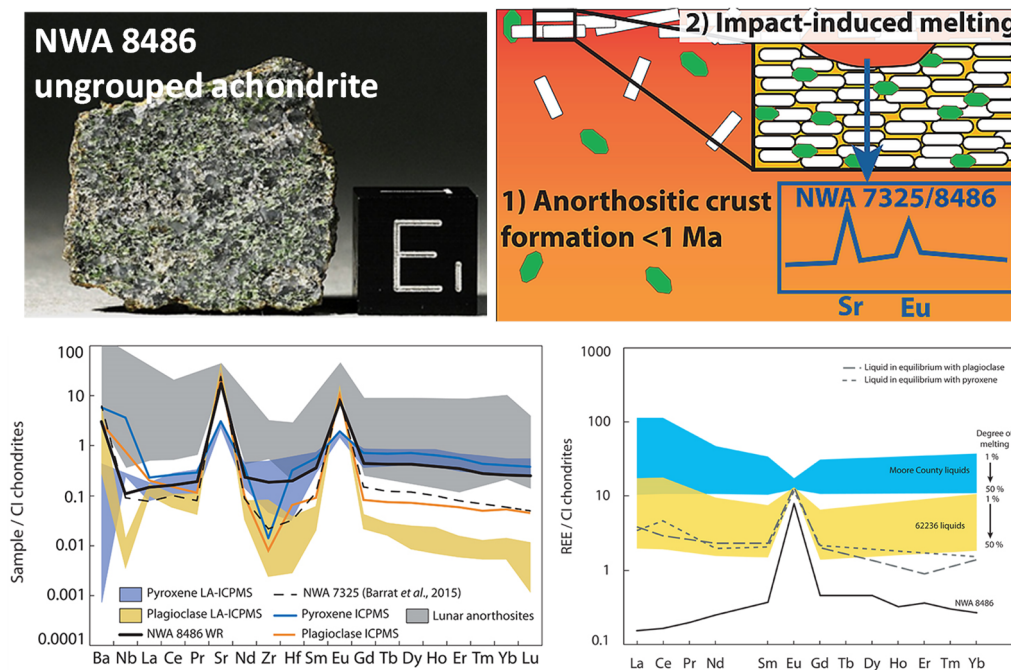 NWA 8486
ungrouped achondrite
E
1
2) Impact-induced melting
1) Anorthositic crust
formation <1 Ma
NWA 7325/8486
Sr
Eu
Sample / CI chondrites
100
10
1
0.1
0.01
0.001
0.0001
Pyroxene LA-ICPMS
NWA 7325 (Barrat et al., 2015)
Plagioclase LA-ICPMS
Pyroxene ICPMS
Lunar anorthosites
NWA 8486 WR
Plagioclase ICPMS
Ba Nb La Ce Pr Sr Nd Zr Hf Sm Eu Gd Tb Dy Ho Er Tm Yb Lu
REE / CI chondrites
1000
100
10
1
0.1
Liquid in equilibrium with plagioclase
Liquid in equilibrium with pyroxene
Degree of
melting
1 %
50 %
1 %
50 %
Moore County liquids
62236 liquids
NWA 8486
La Ce Pr Nd Sm Eu Gd Tb Dy Ho Er Tm Yb